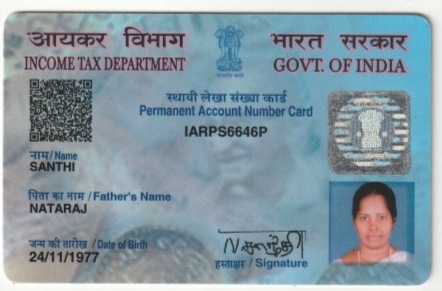 आयकर विभाग
INCOME TAX DEPARTMENT
भारत सरकार
GOVT. OF INDIA
स्थायी लेखा संख्या कार्ड
Permanent Account Number Card
IARPS6646P
नाम / Name
SANTHI
पिता का नाम / Father's Name
NATARAJ
जन्म की तारीख / Date of Birth
24/11/1977
हस्ताक्षर / Signature